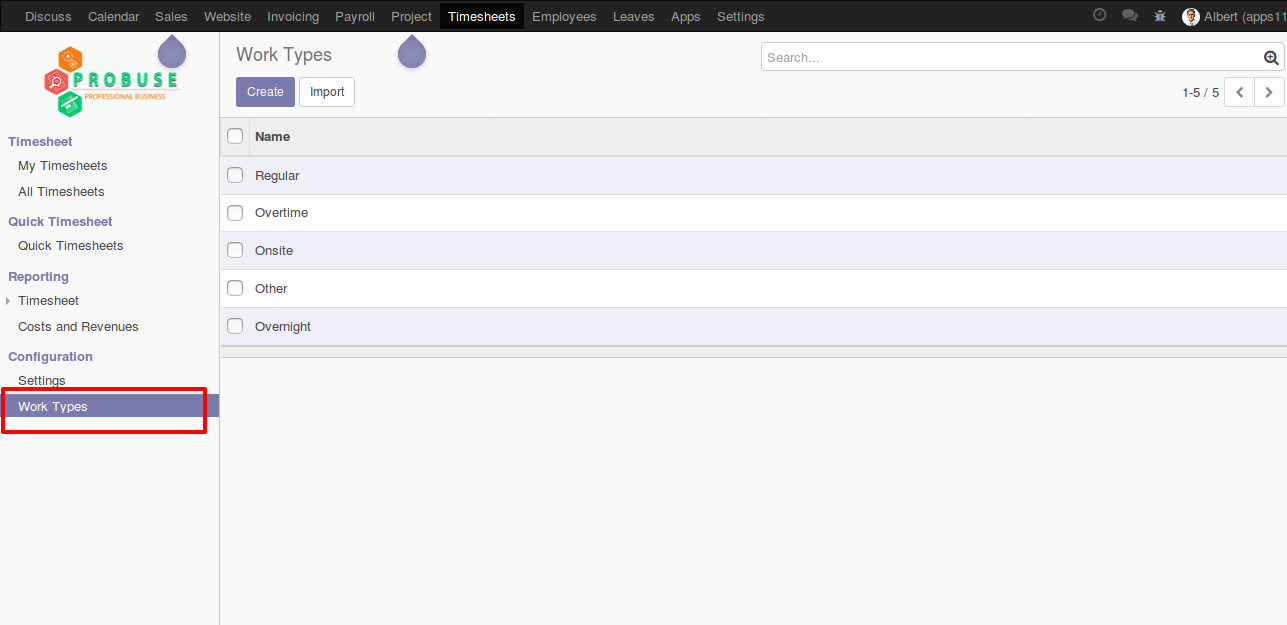 Discuss Calendar Sales Website Invoicing Payroll Project Timesheets Employees Leaves Apps Settings Albert (apps11
PROBUSE
PROFESSIONAL BUSINESS
Timesheet
My Timesheets
All Timesheets
Quick Timesheet
Quick Timesheets
Reporting
Timesheet
Costs and Revenues
Configuration
Settings
Work Types
Work Types
Search...
Create Import
1-5 / 5
Name
Regular
Overtime
Onsite
Other
Overnight